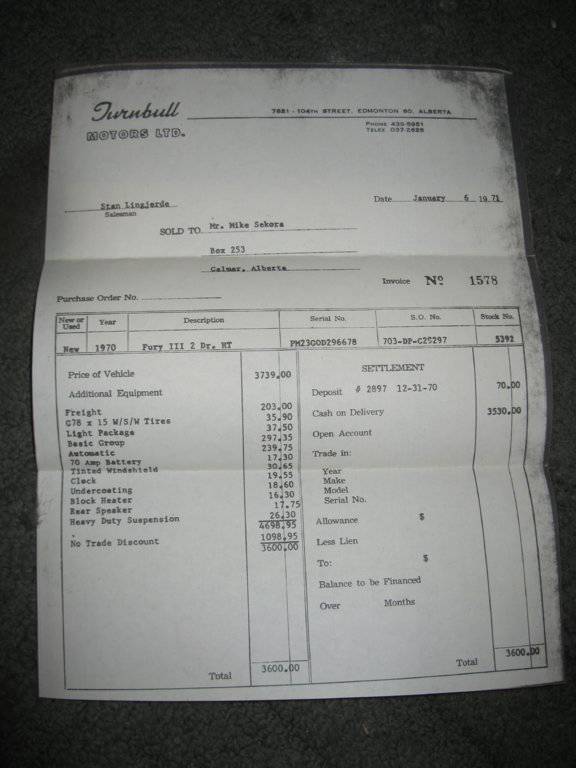 Turnbull
MOTORS LTD.
7821 - 104TH STREET, EDMONTON 60, ALBERTA
PHONE 439-9981
TELEX 037-2828
Stan Lingjerde
Salesman
Date January 6 19 71
SOLD TO Mr. Mike Sekora
Box 253
Calmar, Alberta
Invoice Nº 1578
Purchase Order No.
New or Used Year Description Serial No. S.O. No. Stock No.
New 1970 Fury III 2 Dr. HT PM23G0D296678 703-DF-C25297 5392
Price of Vehicle 3739.00
Additional Equipment
Freight 203.00
G78 x 15 W/S/W Tires 35.90
Light Package 37.50
Basic Group 297.35
Automatic 239.75
70 Amp Battery 17.30
Tinted Windshield 30.65
Clock 19.55
Undercoating 18.60
Block Heater 16.30
Rear Speaker 17.75
Heavy Duty Suspension 26.30
4698.95
No Trade Discount 1098.95
3600.00
Total 3600.00
SETTLEMENT
Deposit # 2897 12-31-70 70.00
Cash on Delivery 3530.00
Open Account
Trade in:
Year
Make
Model
Serial No.
Allowance $
Less Lien
To: $
Balance to be Financed
Over Months
Total 3600.00